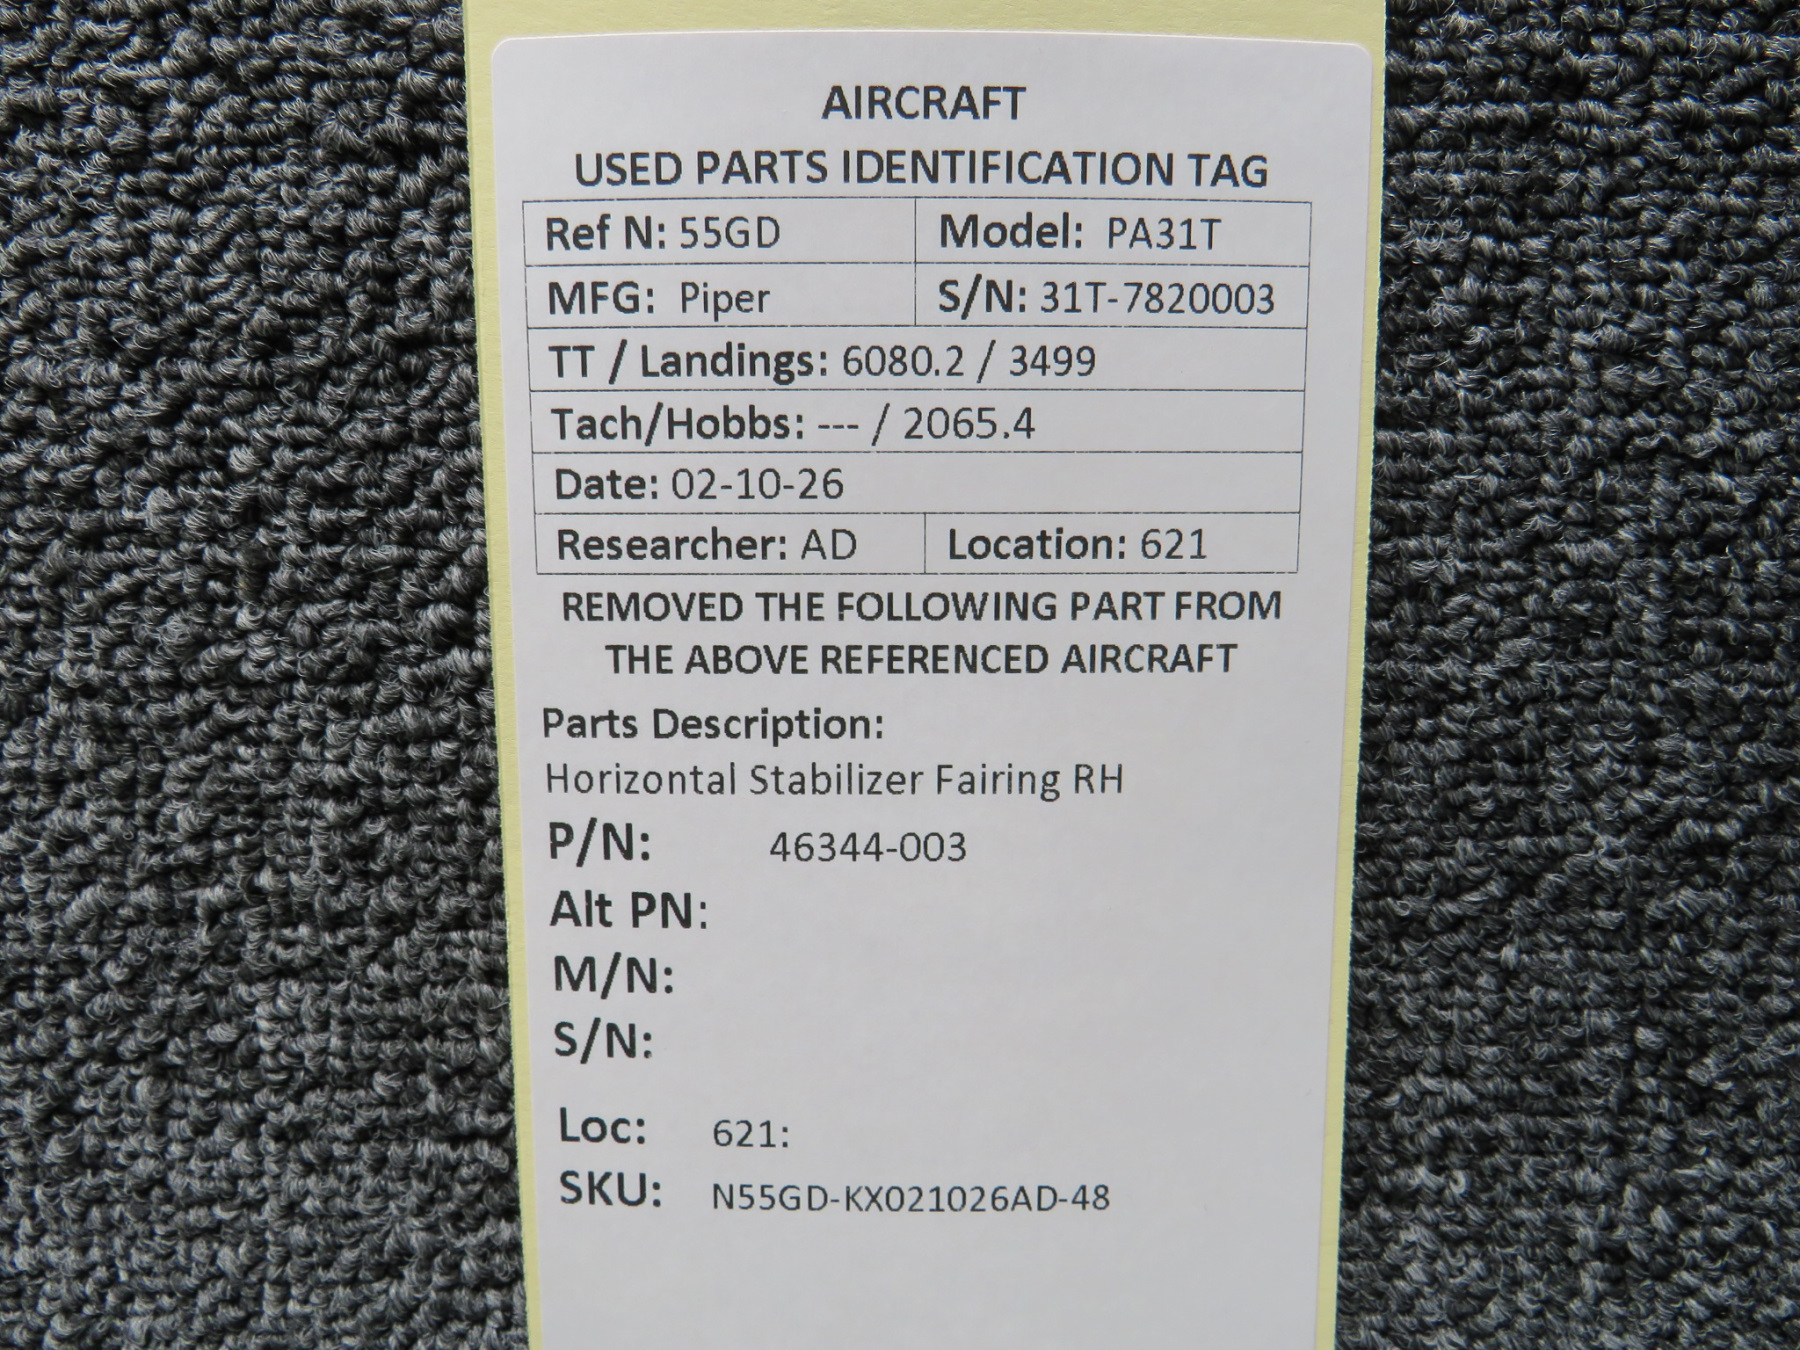 AIRCRAFT
USED PARTS IDENTIFICATION TAG
Ref N: 55GD Model: PA31T
MFG: Piper S/N: 31T-7820003
TT / Landings: 6080.2 / 3499
Tach/Hobbs: --- / 2065.4
Date: 02-10-26
Researcher: AD Location: 621
REMOVED THE FOLLOWING PART FROM
THE ABOVE REFERENCED AIRCRAFT
Parts Description:
Horizontal Stabilizer Fairing RH
P/N: 46344-003
Alt PN:
M/N:
S/N:
Loc: 621:
SKU: N55GD-KX021026AD-48